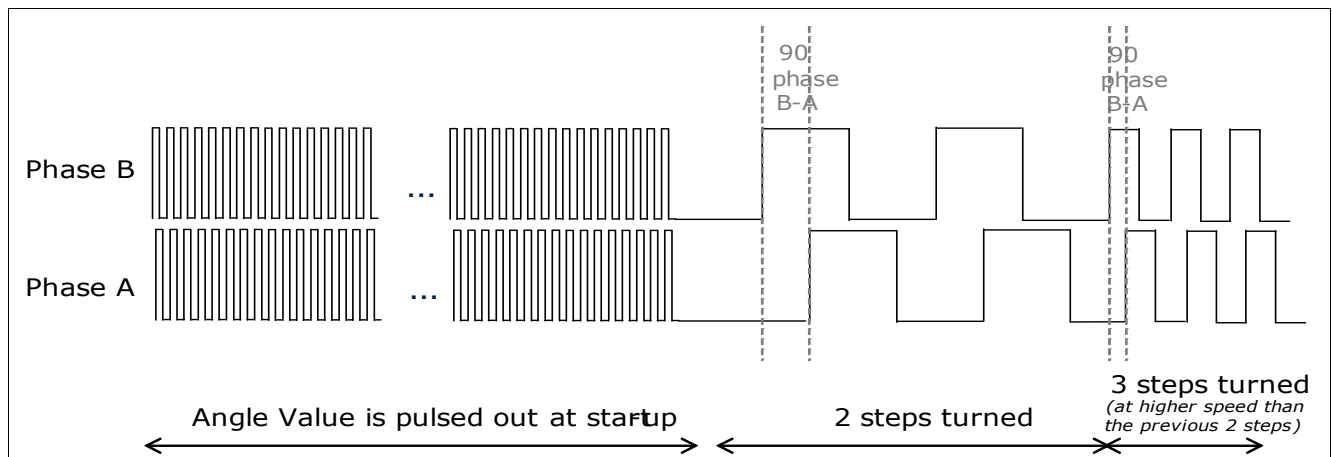 90
phase
B-A
90
phase
B-A
Phase B
...
Phase A
...
Angle Value is pulsed out at start-up
2 steps turned
3 steps turned
(at higher speed than
the previous 2 steps)